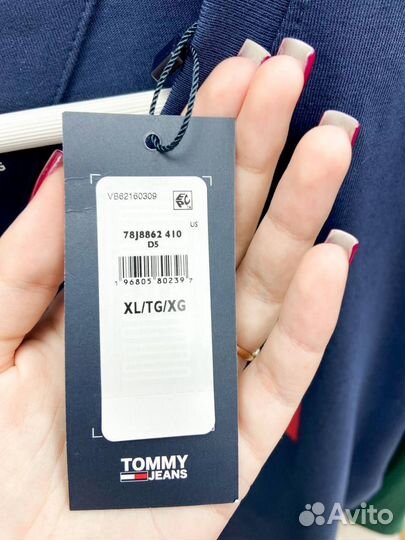 VB62160309
US
78J8862 410
D5
1 96805 80239 7
XL/TG/XG
TOMMY
JEANS
Avito